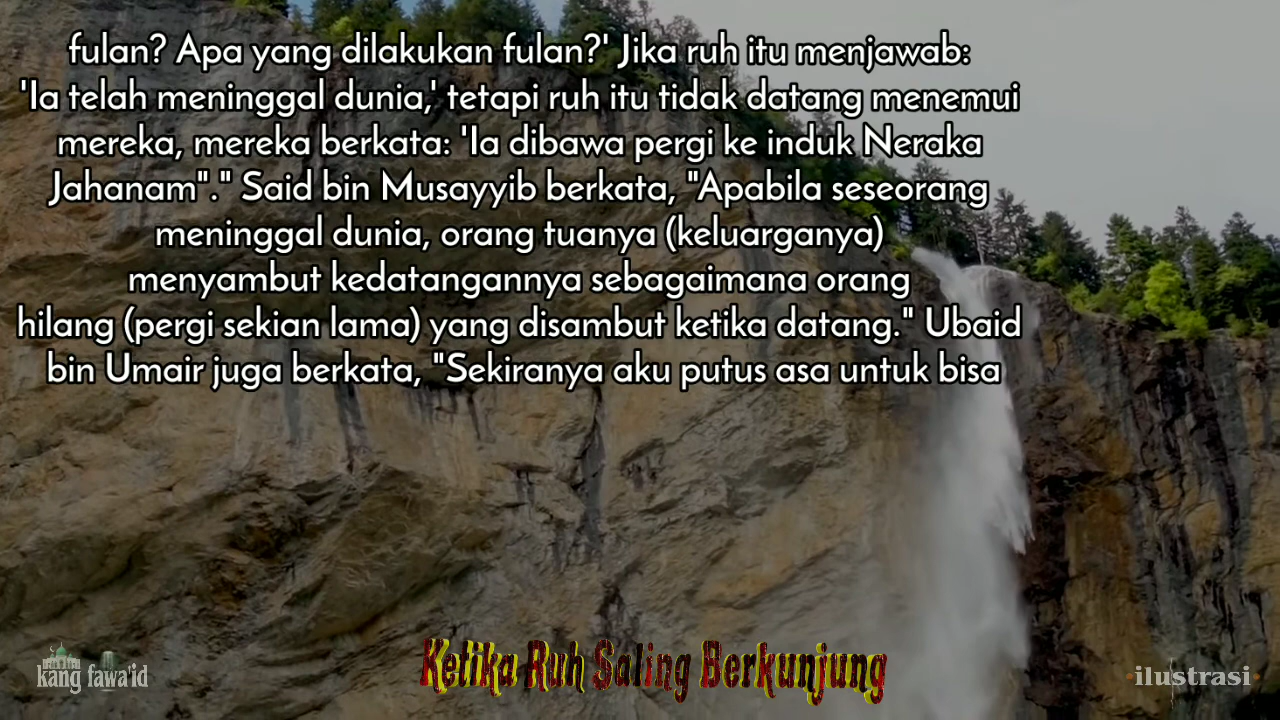 fulan? Apa yang dilakukan fulan?' Jika ruh itu menjawab:
'Ia telah meninggal dunia,' tetapi ruh itu tidak datang menemui
mereka, mereka berkata: 'Ia dibawa pergi ke induk Neraka
Jahanam"." Said bin Musayyib berkata, "Apabila seseorang
meninggal dunia, orang tuanya (keluarganya)
menyambut kedatangannya sebagaimana orang
hilang (pergi sekian lama) yang disambut ketika datang." Ubaid
bin Umair juga berkata, "Sekiranya aku putus asa untuk bisa
kang fawa'id
Ketika Ruh Saling Berkunjung
ilustrasi